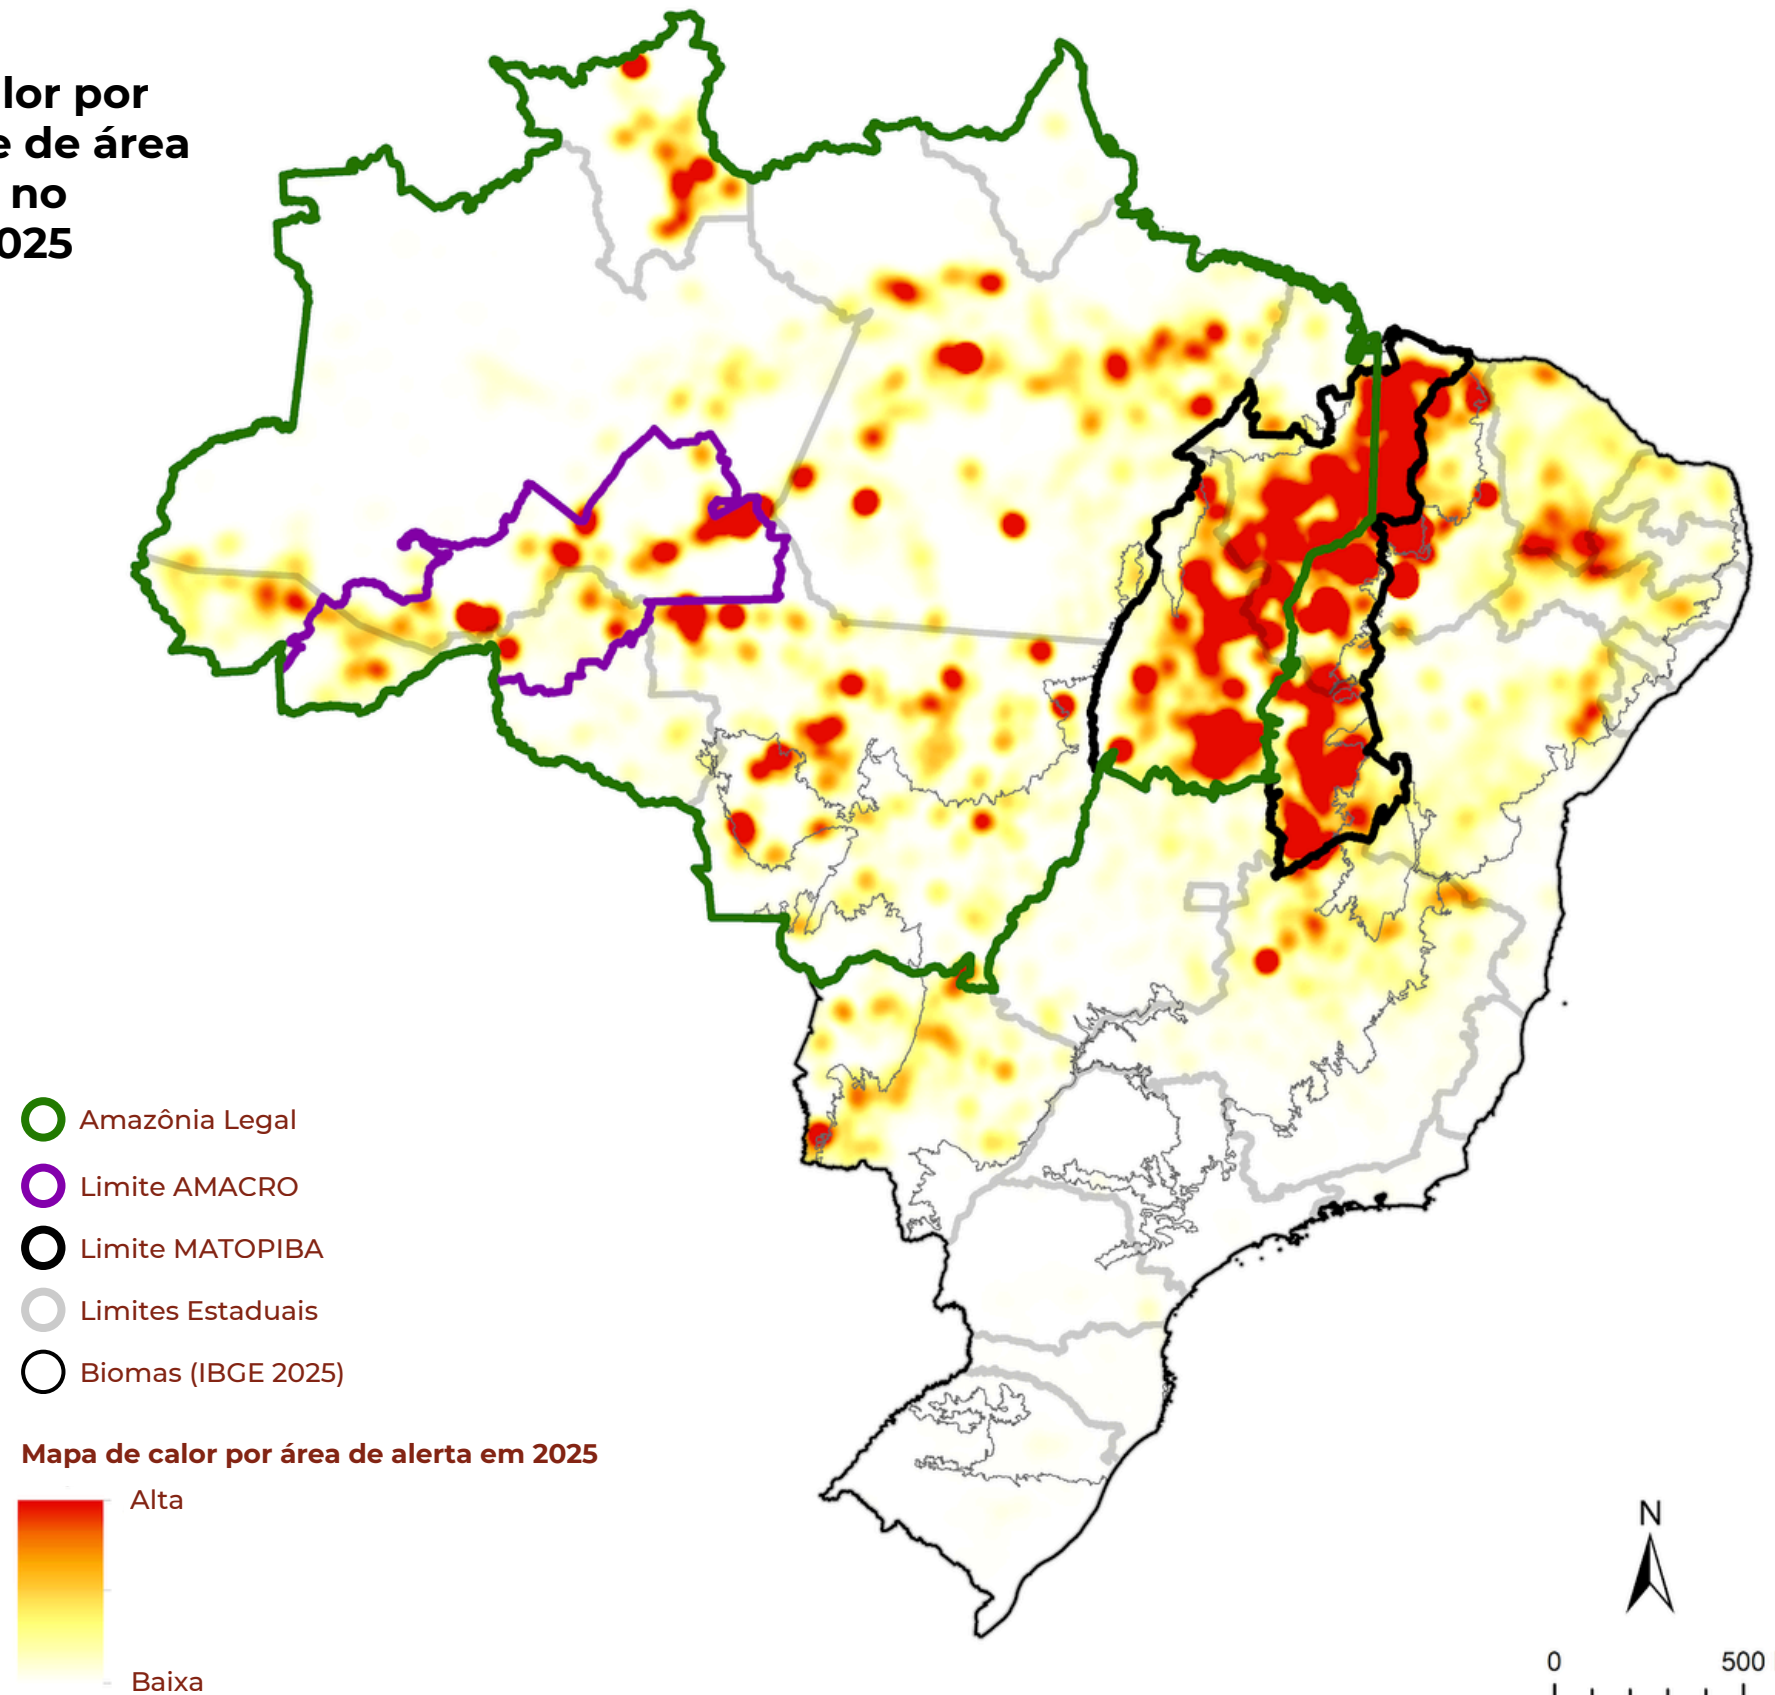 lor por
e de área
no
025
Amazônia Legal
Limite AMACRO
Limite MATOPIBA
Limites Estaduais
Biomas (IBGE 2025)
Mapa de calor por área de alerta em 2025
Alta
Baixa
N
0 500